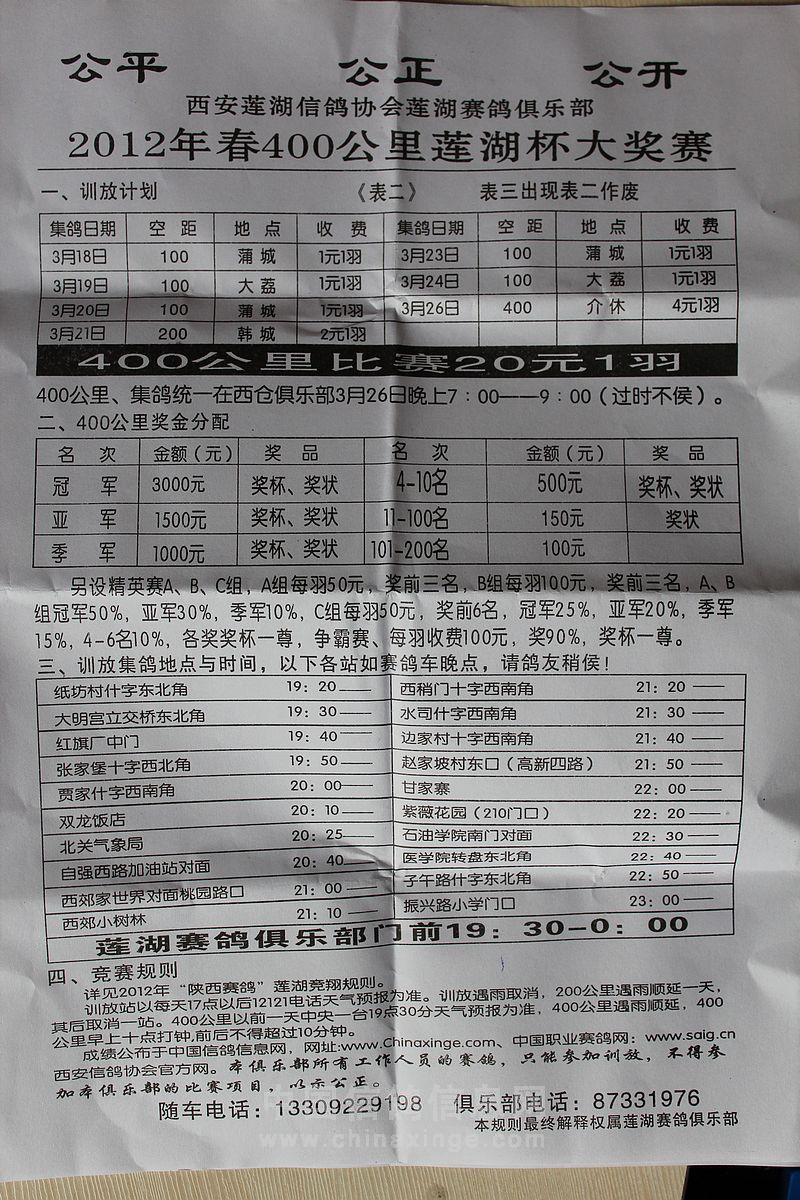 公平 公正 公开
西安莲湖信鸽协会莲湖赛鸽俱乐部
2012年春400公里莲湖杯大奖赛
一、训放计划 《表二》 表三出现表二作废
集鸽日期 空距 地点 收费 集鸽日期 空距 地点 收费
3月18日 100 蒲城 1元1羽 3月23日 100 蒲城 1元1羽
3月19日 100 大荔 1元1羽 3月24日 100 大荔 1元1羽
3月20日 100 蒲城 1元1羽 3月26日 400 介休 4元1羽
3月21日 200 韩城 2元1羽
400公里比赛20元1羽
400公里、集鸽统一在西仓俱乐部3月26日晚上7：00——9：00（过时不侯）。
二、400公里奖金分配
名次 金额（元） 奖品 名次 金额（元） 奖品
冠军 3000元 奖杯、奖状 4-10名 500元 奖杯、奖状
亚军 1500元 奖杯、奖状 11-100名 150元 奖状
季军 1000元 奖杯、奖状 101-200名 100元
另设精英赛A、B、C组，A组每羽50元，奖前三名，B组每羽100元，奖前三名，A、B
组冠军50%，亚军30%，季军10%，C组每羽50元，奖前6名，冠军25%，亚军20%，季军
15%，4-6名10%，各奖奖杯一尊，争霸赛、每羽收费100元，奖90%，奖杯一尊。
三、训放集鸽地点与时间，以下各站如赛鸽车晚点，请鸽友稍侯！
纸坊村什字东北角 19：20—— 西稍门十字西南角 21：20——
大明宫立交桥东北角 19：30—— 水司什字西南角 21：30——
红旗厂中门 19：40—— 边家村十字西南角 21：40——
张家堡十字西北角 19：50—— 赵家坡村东口（高新四路） 21：50——
贾家什字西南角 20：00—— 甘家寨 22：00——
双龙饭店 20：10—— 紫薇花园（210门口） 22：20——
北关气象局 20：25—— 石油学院南门对面 22：30——
自强西路加油站对面 20：40—— 医学院转盘东北角 22：40——
西郊家世界对面桃园路口 21：00—— 子午路什字东北角 22：50——
西郊小树林 21：10—— 振兴路小学门口 23：00——
莲湖赛鸽俱乐部门前19：30-0：00
四、竞赛规则
详见2012年“陕西赛鸽”莲湖竞翔规则。
训放站以每天17点以后12121电话天气预报为准。训放遇雨取消，200公里遇雨顺延一天，
其后取消一站。400公里以前一天中央一台19点30分天气预报为准，400公里遇雨顺延，400
公里早上十点打钟,前后不得超过10分钟。
成绩公布于中国信鸽信息网，网址:www.Chinaxinge.com、中国职业赛鸽网：www.saig.cn
西安信鸽协会官方网。本俱乐部所有工作人员的赛鸽，只能参加训放，不得参
加本俱乐部的比赛项目，以示公正。
随车电话：13309229198 俱乐部电话：87331976
本规则最终解释权属莲湖赛鸽俱乐部
中国信鸽信息网
www.chinaxinge.com